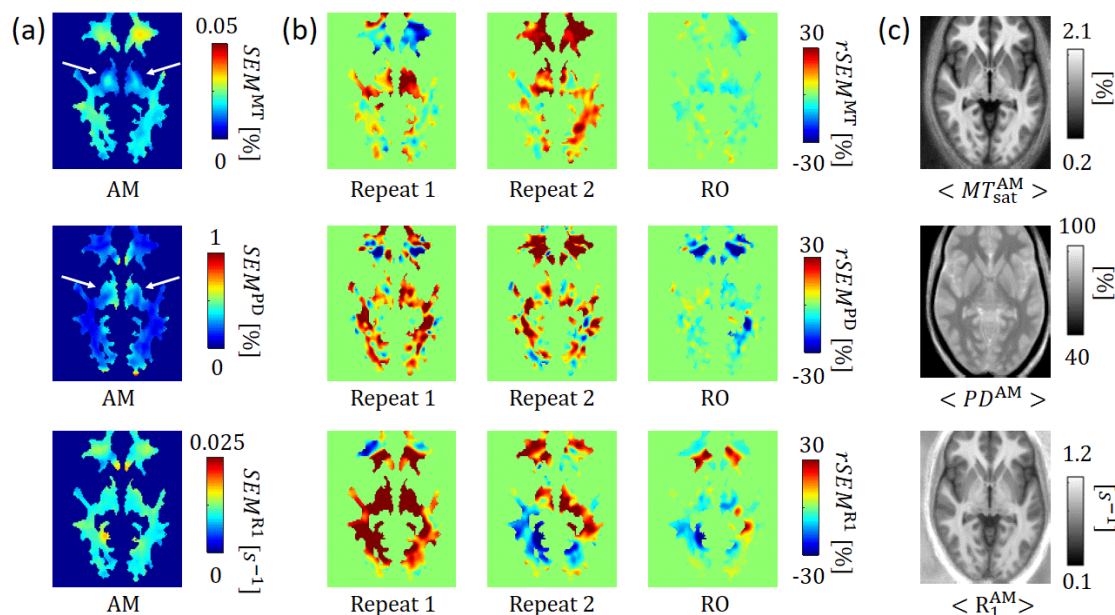 (a)
0.05
SEM^MT [%]
0
AM
(b)
30
rSEM^MT [%]
-30
Repeat 1
Repeat 2
RO
(c)
2.1
[%]
0.2
< MT_sat^AM >
1
SEM^PD [%]
0
AM
30
rSEM^PD [%]
-30
Repeat 1
Repeat 2
RO
100
[%]
40
< PD^AM >
0.025
SEM^R1 [s⁻¹]
0
AM
30
rSEM^R1 [%]
-30
Repeat 1
Repeat 2
RO
1.2
[s⁻¹]
0.1
< R_1^AM >